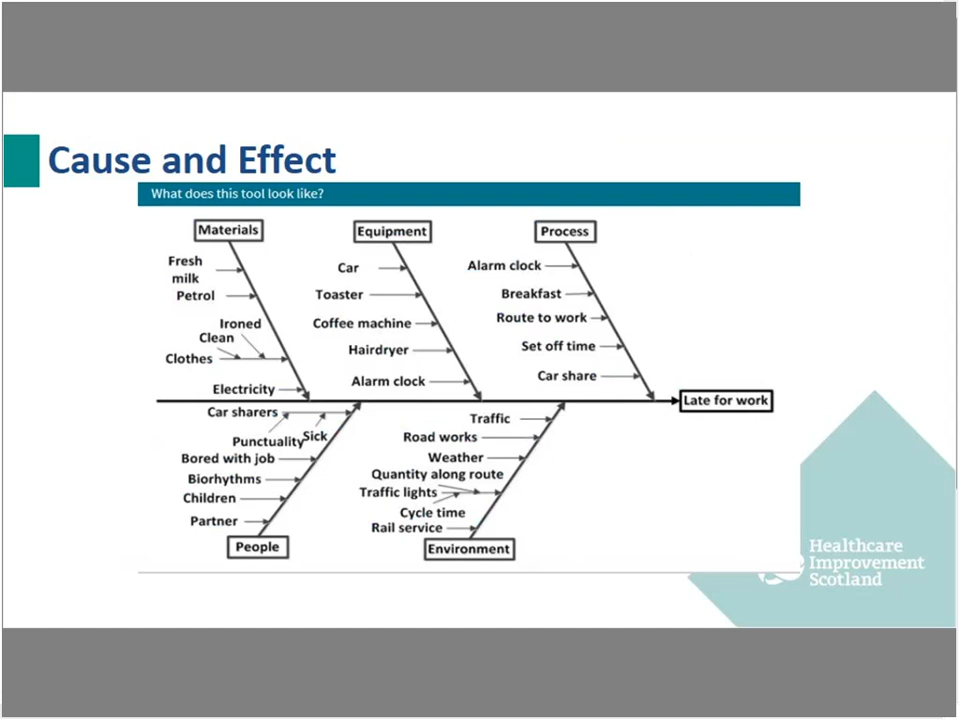 Cause and Effect
What does this tool look like?
Materials
Fresh
milk
Petrol
Ironed
Clean
Clothes
Electricity
Equipment
Car
Toaster
Coffee machine
Hairdryer
Alarm clock
Process
Alarm clock
Breakfast
Route to work
Set off time
Car share
Late for work
Car sharers
Punctuality
Sick
Bored with job
Biorhythms
Children
Partner
People
Traffic
Road works
Weather
Quantity along route
Traffic lights
Cycle time
Rail service
Environment
Healthcare
Improvement
Scotland